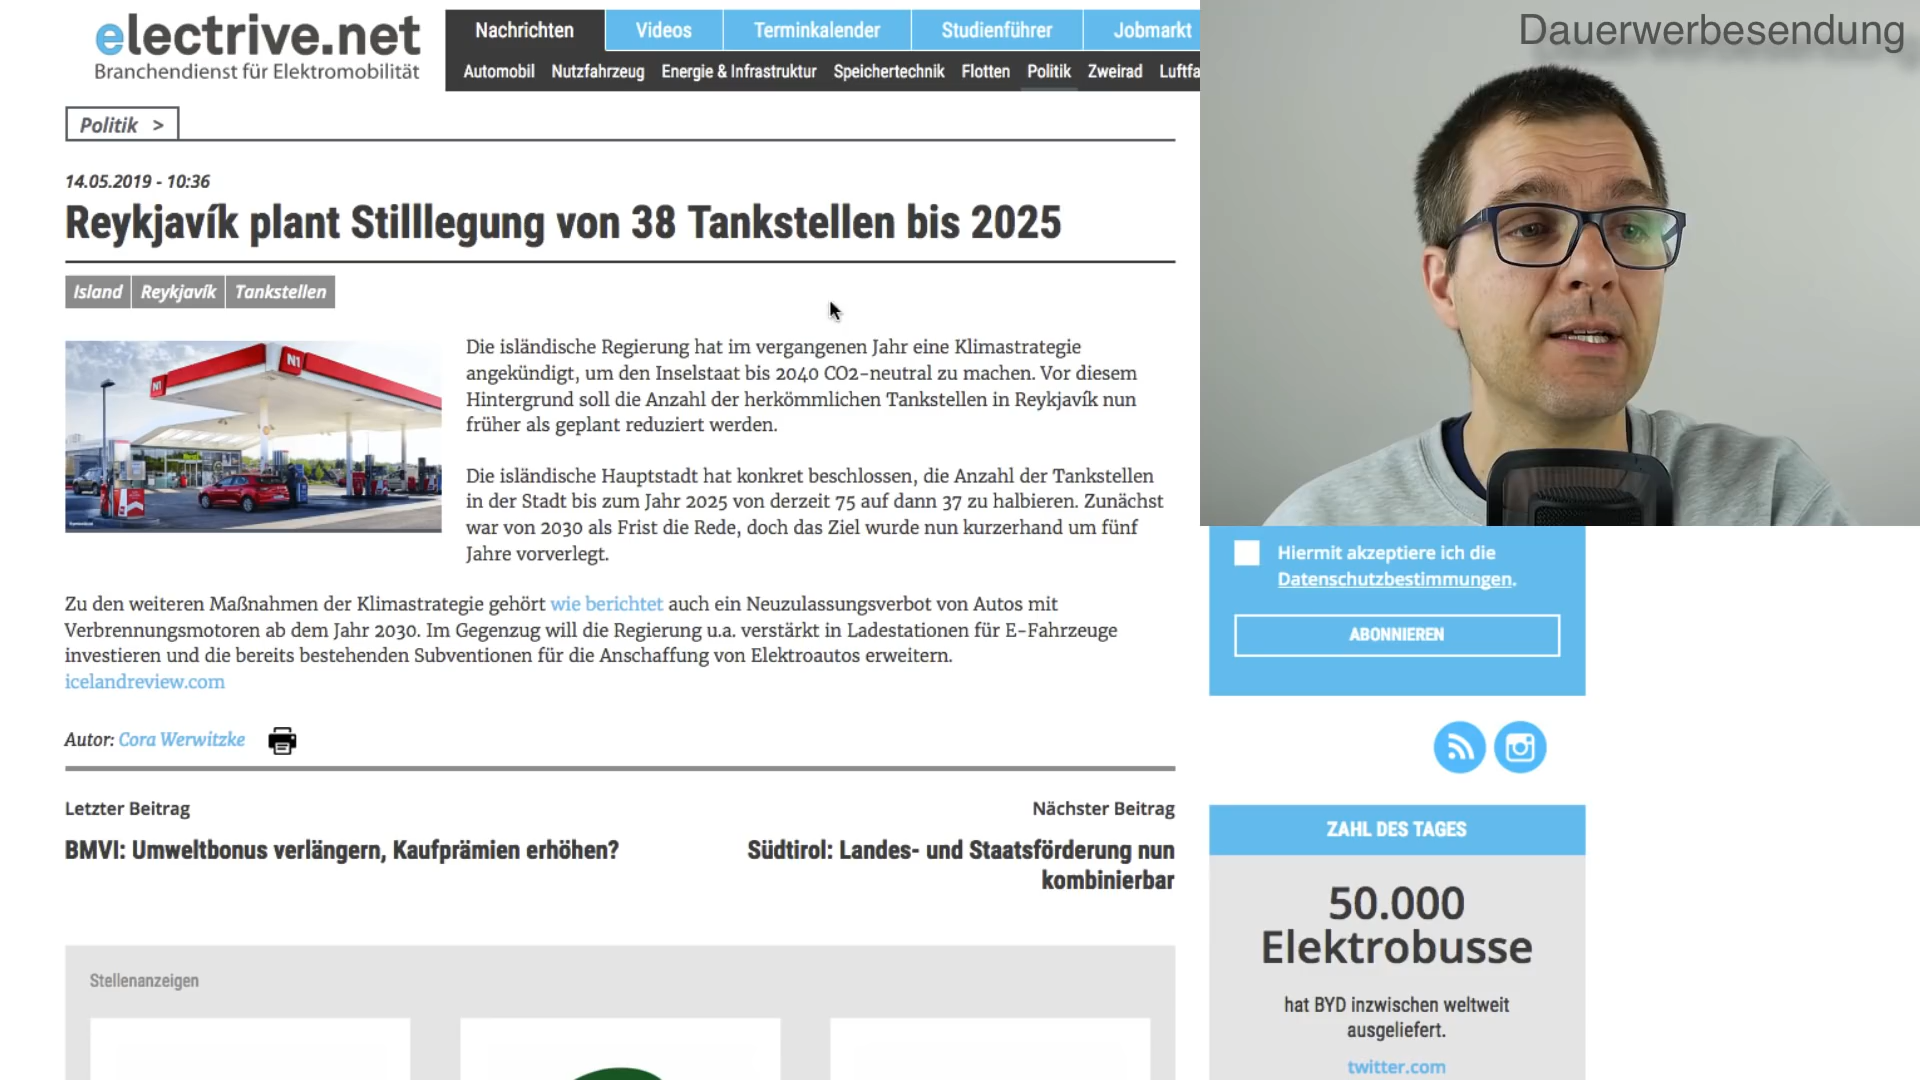 electrive.net
Branchendienst für Elektromobilität
Nachrichten
Videos
Terminkalender
Studienführer
Jobmarkt
Automobil
Nutzfahrzeug
Energie & Infrastruktur
Speichertechnik
Flotten
Politik
Zweirad
Luftfa
Dauerwerbesendung
Politik >
14.05.2019 - 10:36
Reykjavík plant Stilllegung von 38 Tankstellen bis 2025
Island
Reykjavík
Tankstellen
N1
N1
Die isländische Regierung hat im vergangenen Jahr eine Klimastrategie
angekündigt, um den Inselstaat bis 2040 CO2-neutral zu machen. Vor diesem
Hintergrund soll die Anzahl der herkömmlichen Tankstellen in Reykjavík nun
früher als geplant reduziert werden.
Die isländische Hauptstadt hat konkret beschlossen, die Anzahl der Tankstellen
in der Stadt bis zum Jahr 2025 von derzeit 75 auf dann 37 zu halbieren. Zunächst
war von 2030 als Frist die Rede, doch das Ziel wurde nun kurzerhand um fünf
Jahre vorverlegt.
Zu den weiteren Maßnahmen der Klimastrategie gehört wie berichtet auch ein Neuzulassungsverbot von Autos mit
Verbrennungsmotoren ab dem Jahr 2030. Im Gegenzug will die Regierung u.a. verstärkt in Ladestationen für E-Fahrzeuge
investieren und die bereits bestehenden Subventionen für die Anschaffung von Elektroautos erweitern.
icelandreview.com
Autor: Cora Werwitzke
Letzter Beitrag
BMVI: Umweltbonus verlängern, Kaufprämien erhöhen?
Nächster Beitrag
Südtirol: Landes- und Staatsförderung nun
kombinierbar
Stellenanzeigen
Hiermit akzeptiere ich die
Datenschutzbestimmungen.
ABONNIEREN
ZAHL DES TAGES
50.000
Elektrobusse
hat BYD inzwischen weltweit
ausgeliefert.
twitter.com